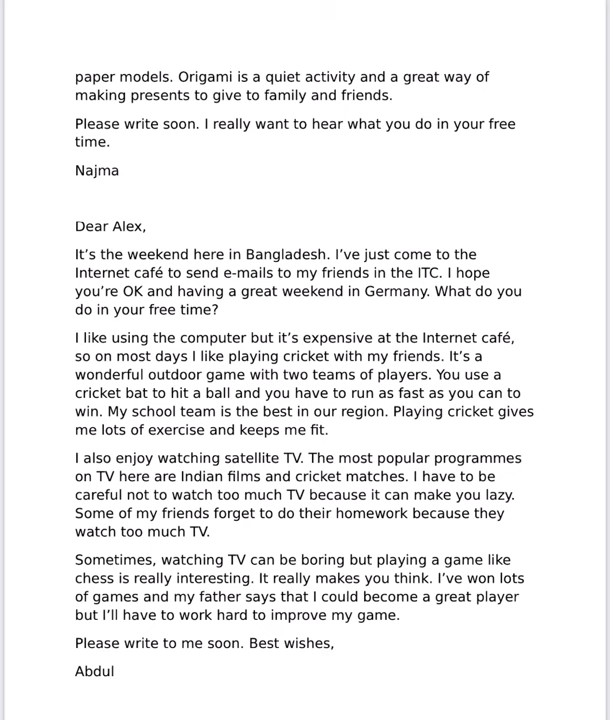 paper models. Origami is a quiet activity and a great way of
making presents to give to family and friends.
Please write soon. I really want to hear what you do in your free
time.
Najma
Dear Alex,
It’s the weekend here in Bangladesh. I’ve just come to the
Internet café to send e-mails to my friends in the ITC. I hope
you’re OK and having a great weekend in Germany. What do you
do in your free time?
I like using the computer but it’s expensive at the Internet café,
so on most days I like playing cricket with my friends. It’s a
wonderful outdoor game with two teams of players. You use a
cricket bat to hit a ball and you have to run as fast as you can to
win. My school team is the best in our region. Playing cricket gives
me lots of exercise and keeps me fit.
I also enjoy watching satellite TV. The most popular programmes
on TV here are Indian films and cricket matches. I have to be
careful not to watch too much TV because it can make you lazy.
Some of my friends forget to do their homework because they
watch too much TV.
Sometimes, watching TV can be boring but playing a game like
chess is really interesting. It really makes you think. I’ve won lots
of games and my father says that I could become a great player
but I’ll have to work hard to improve my game.
Please write to me soon. Best wishes,
Abdul